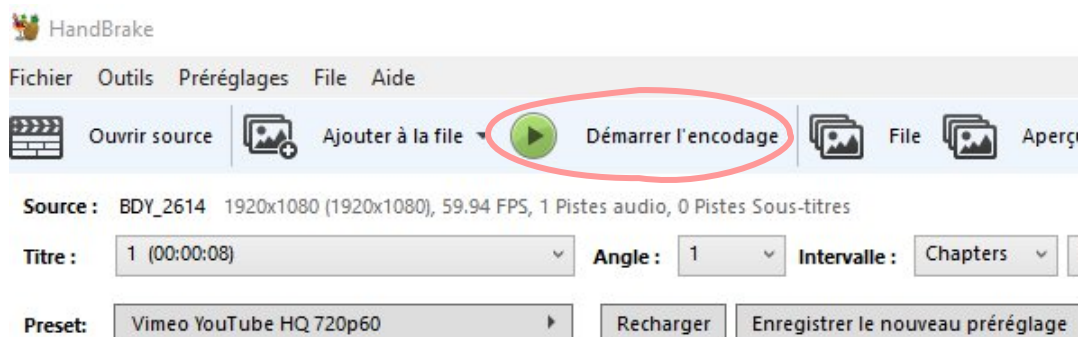 HandBrake
Fichier Outils Préréglages File Aide
Ouvrir source Ajouter à la file Démarrer l'encodage File Aperçu
Source : BDY_2614 1920x1080 (1920x1080), 59.94 FPS, 1 Pistes audio, 0 Pistes Sous-titres
Titre : 1 (00:00:08) Angle : 1 Intervalle : Chapters
Preset: Vimeo YouTube HQ 720p60 Recharger Enregistrer le nouveau préréglage